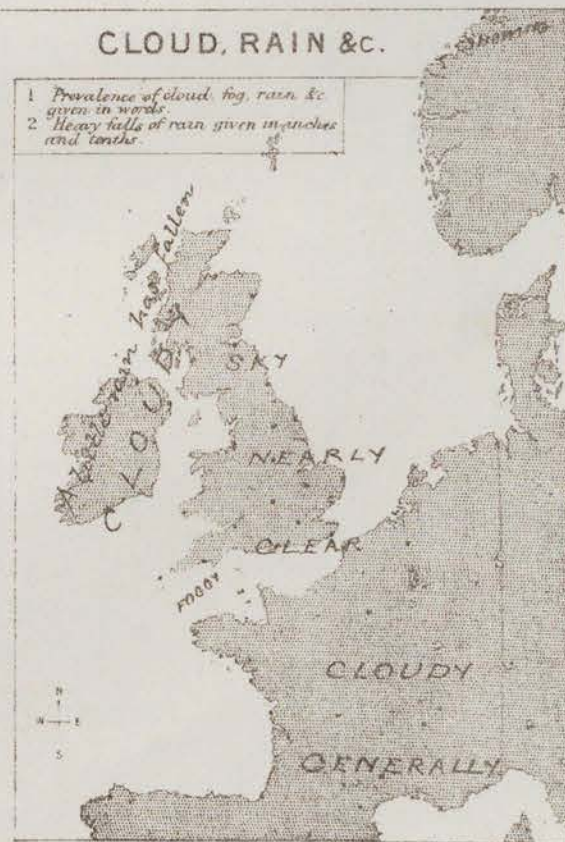 CLOUD, RAIN &c.
1 Prevalence of cloud, fog, rain &c
given in words.
2 Heavy falls of rain given in inches
and tenths.
Snowing
A little rain has fallen
CLOUDY
SKY
NEARLY
CLEAR
FOGGY
CLOUDY
GENERALLY
N
W E
S